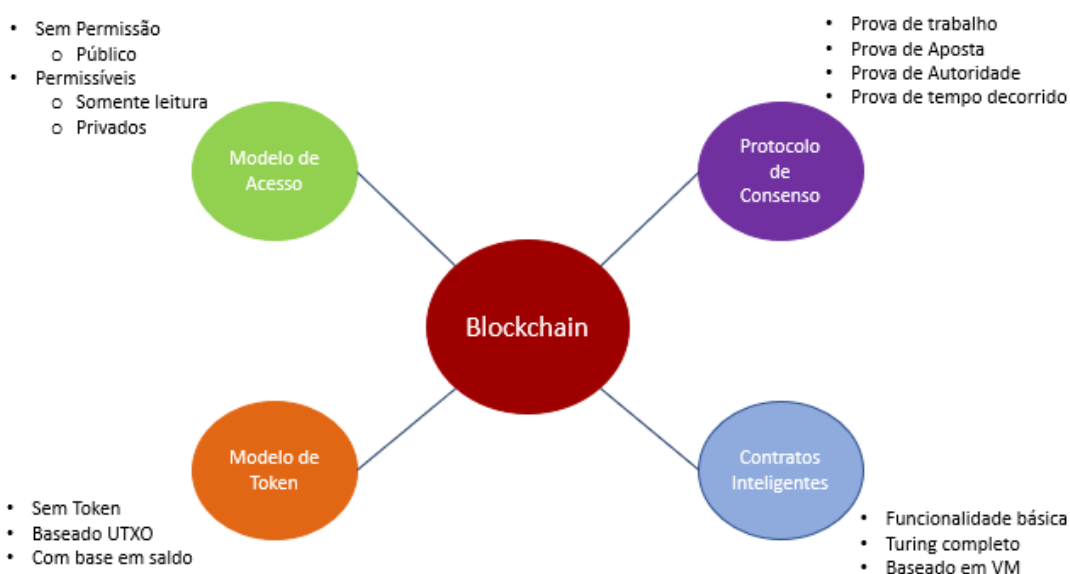 • Sem Permissão
o Público
• Permissíveis
o Somente leitura
o Privados
Modelo de
Acesso
• Prova de trabalho
• Prova de Aposta
• Prova de Autoridade
• Prova de tempo decorrido
Protocolo
de
Consenso
Blockchain
Modelo de
Token
• Sem Token
• Baseado UTXO
• Com base em saldo
Contratos
Inteligentes
• Funcionalidade básica
• Turing completo
• Baseado em VM